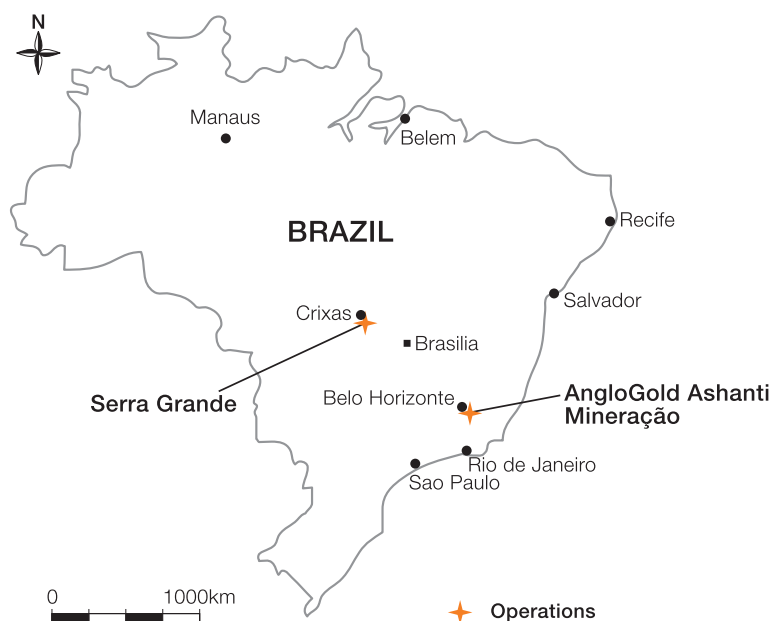 N
Manaus
Belem
BRAZIL
Recife
Salvador
Crixas
Brasilia
Serra Grande
Belo Horizonte
AngloGold Ashanti
Mineração
Rio de Janeiro
Sao Paulo
0 1000km
Operations